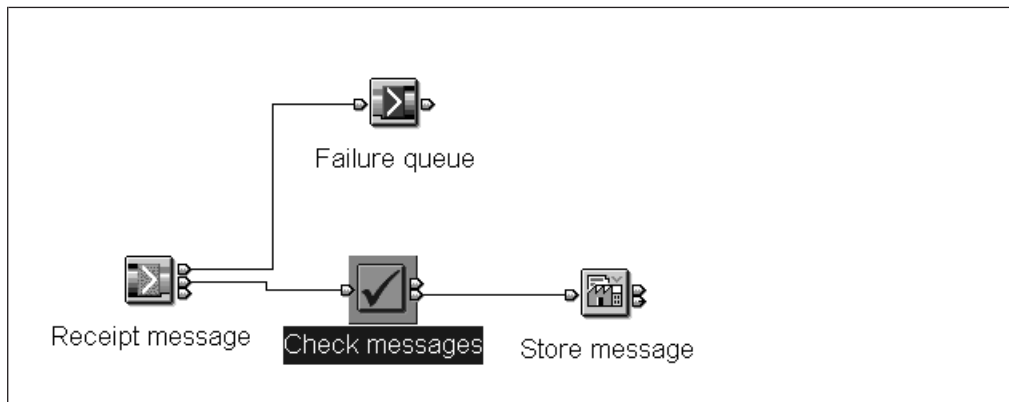 Failure queue
Receipt message
Check messages
Store message